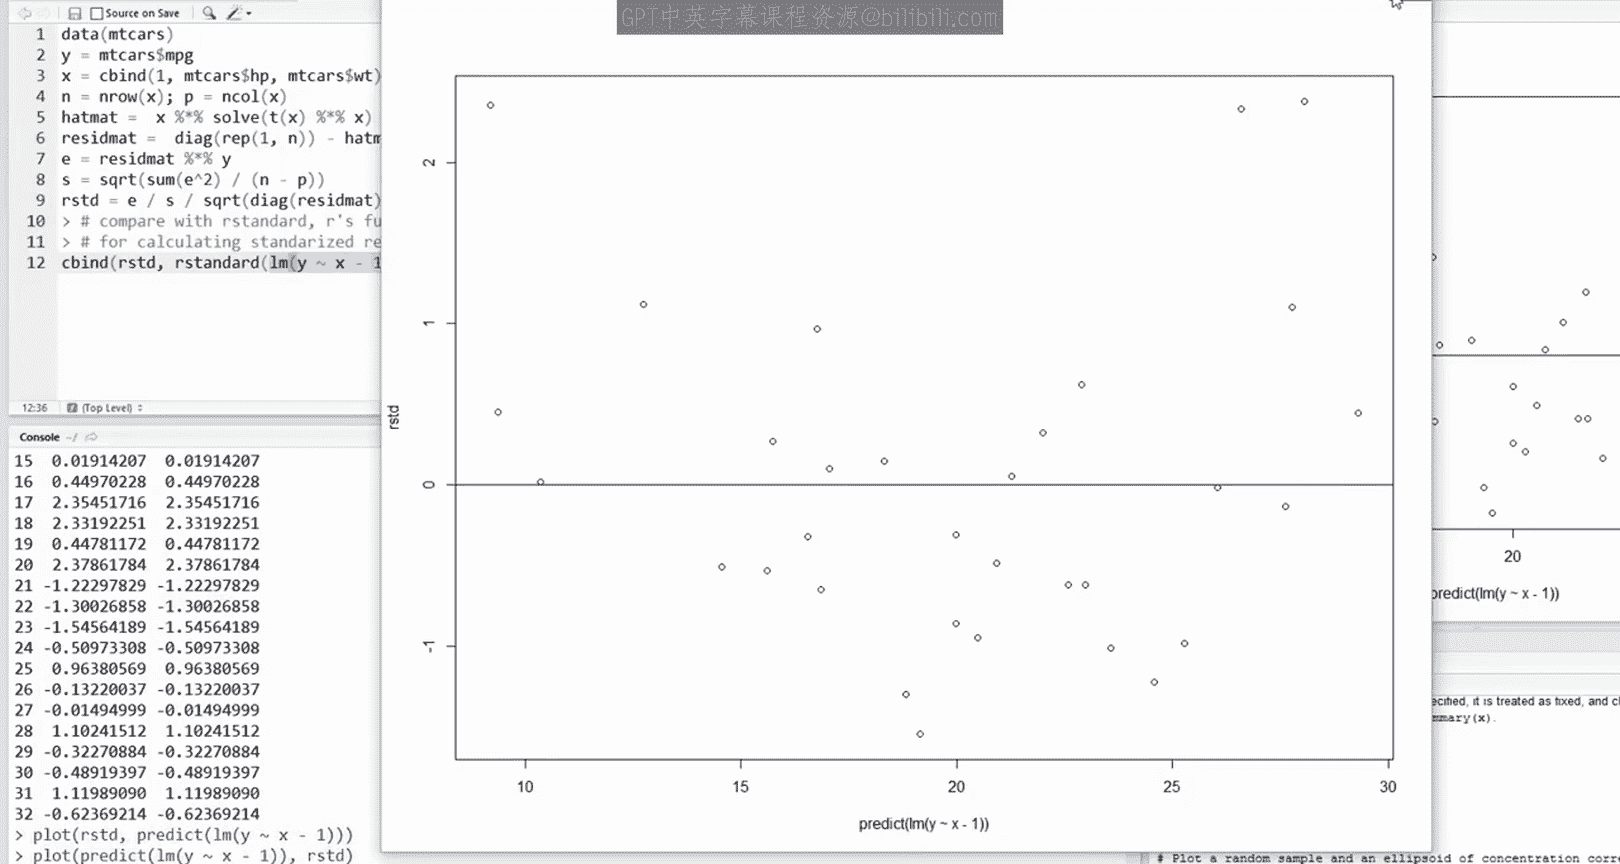 GPT中英字幕课程资源@bilibili.com
Source on Save
1 data(mtcars)
2 y = mtcars$mpg
3 x = cbind(1, mtcars$hp, mtcars$wt)
4 n = nrow(x); p = ncol(x)
5 hatmat = x %*% solve(t(x) %*% x)
6 residmat = diag(rep(1, n)) - hatm
7 e = residmat %*% y
8 s = sqrt(sum(e^2) / (n - p))
9 rstd = e / s / sqrt(diag(residmat)
10 > # compare with rstandard, r's fu
11 > # for calculating standarized re
12 cbind(rstd, rstandard(lm(y ~ x - 1
12:36 (Top Level)
Console ~/
15 0.01914207 0.01914207
16 0.44970228 0.44970228
17 2.35451716 2.35451716
18 2.33192251 2.33192251
19 0.44781172 0.44781172
20 2.37861784 2.37861784
21 -1.22297829 -1.22297829
22 -1.30026858 -1.30026858
23 -1.54564189 -1.54564189
24 -0.50973308 -0.50973308
25 0.96380569 0.96380569
26 -0.13220037 -0.13220037
27 -0.01494999 -0.01494999
28 1.10241512 1.10241512
29 -0.32270884 -0.32270884
30 -0.48919397 -0.48919397
31 1.11989090 1.11989090
32 -0.62369214 -0.62369214
> plot(rstd, predict(lm(y ~ x - 1)))
> plot(predict(lm(y ~ x - 1)), rstd)
2
1
0
-1
rstd
10 15 20 25 30
predict(lm(y ~ x - 1))
20
predict(lm(y ~ x - 1))
ecified, it is treated as fixed, and c
mmary(x).
# Plot a random sample and an ellipsoid of concentration corre